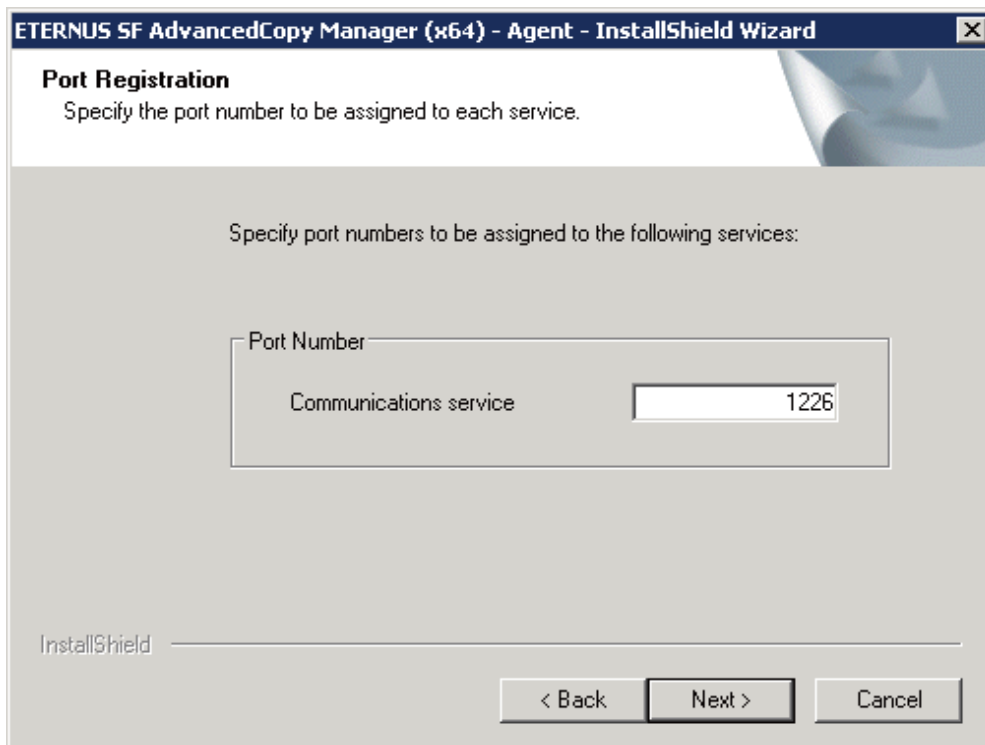 ETERNUS SF AdvancedCopy Manager (x64) - Agent - InstallShield Wizard
Port Registration
Specify the port number to be assigned to each service.
Specify port numbers to be assigned to the following services:
Port Number
Communications service 1226
InstallShield
< Back Next > Cancel